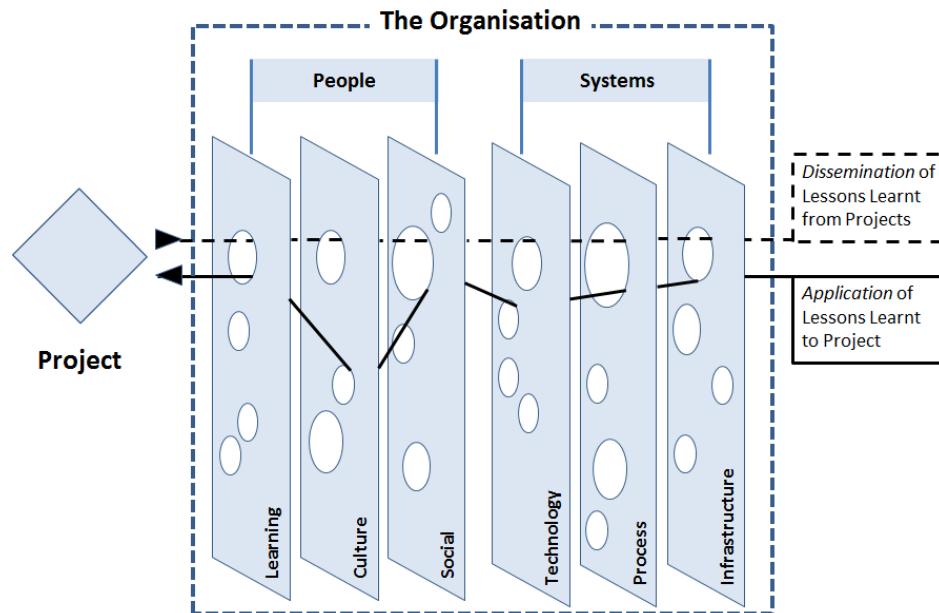 The Organisation
People
Systems
Dissemination of
Lessons Learnt
from Projects
Application of
Lessons Learnt
to Project
Project
Learning
Culture
Social
Technology
Process
Infrastructure